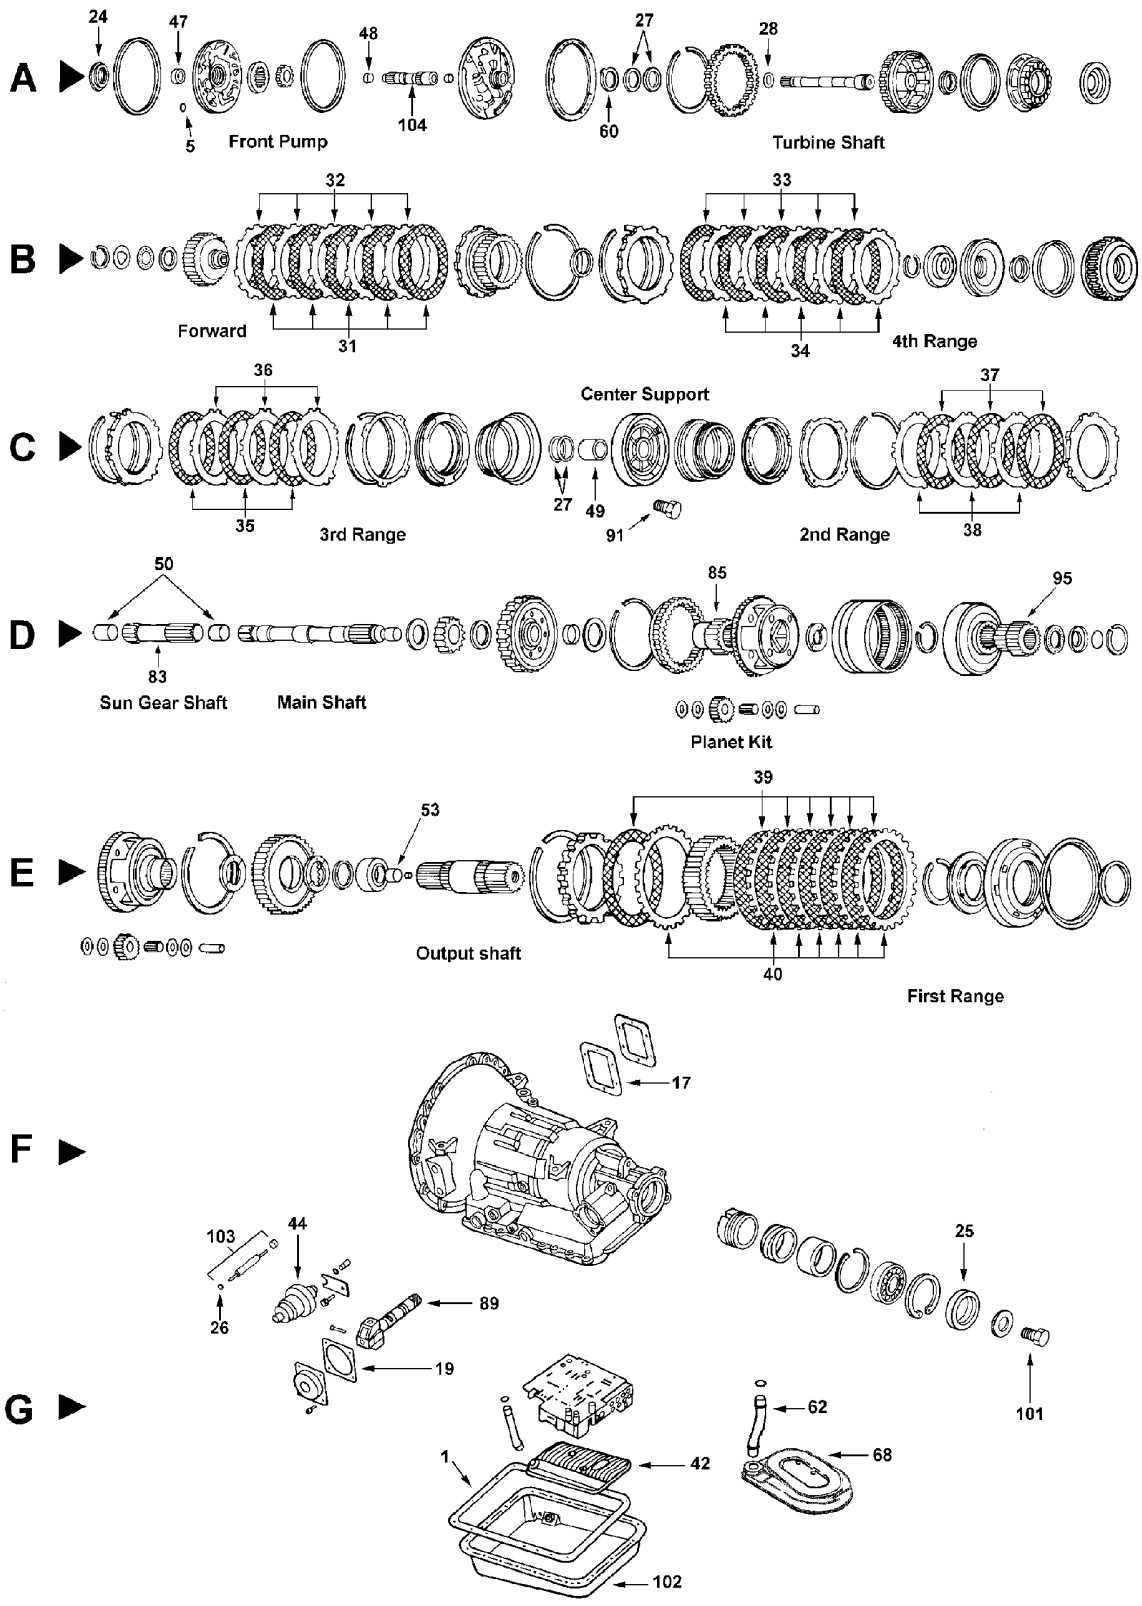 24 47 48 27 28
A
104 60
5 Front Pump Turbine Shaft
32 33
B
Forward 31 34 4th Range
36 Center Support 37
C
35 3rd Range 27 49 91 2nd Range 38
50 85 95
D
83
Sun Gear Shaft Main Shaft
Planet Kit
39
53
E
Output shaft 40
First Range
17
F
103 44 25
26 89
19 101
G
62
1 42 68
102